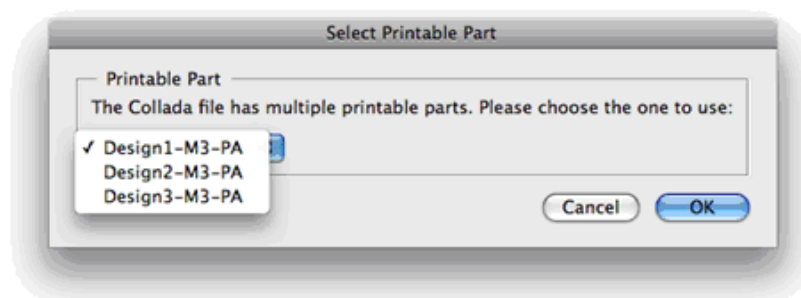 Select Printable Part
Printable Part
The Collada file has multiple printable parts. Please choose the one to use:
✓ Design1-M3-PA
Design2-M3-PA
Design3-M3-PA
Cancel OK